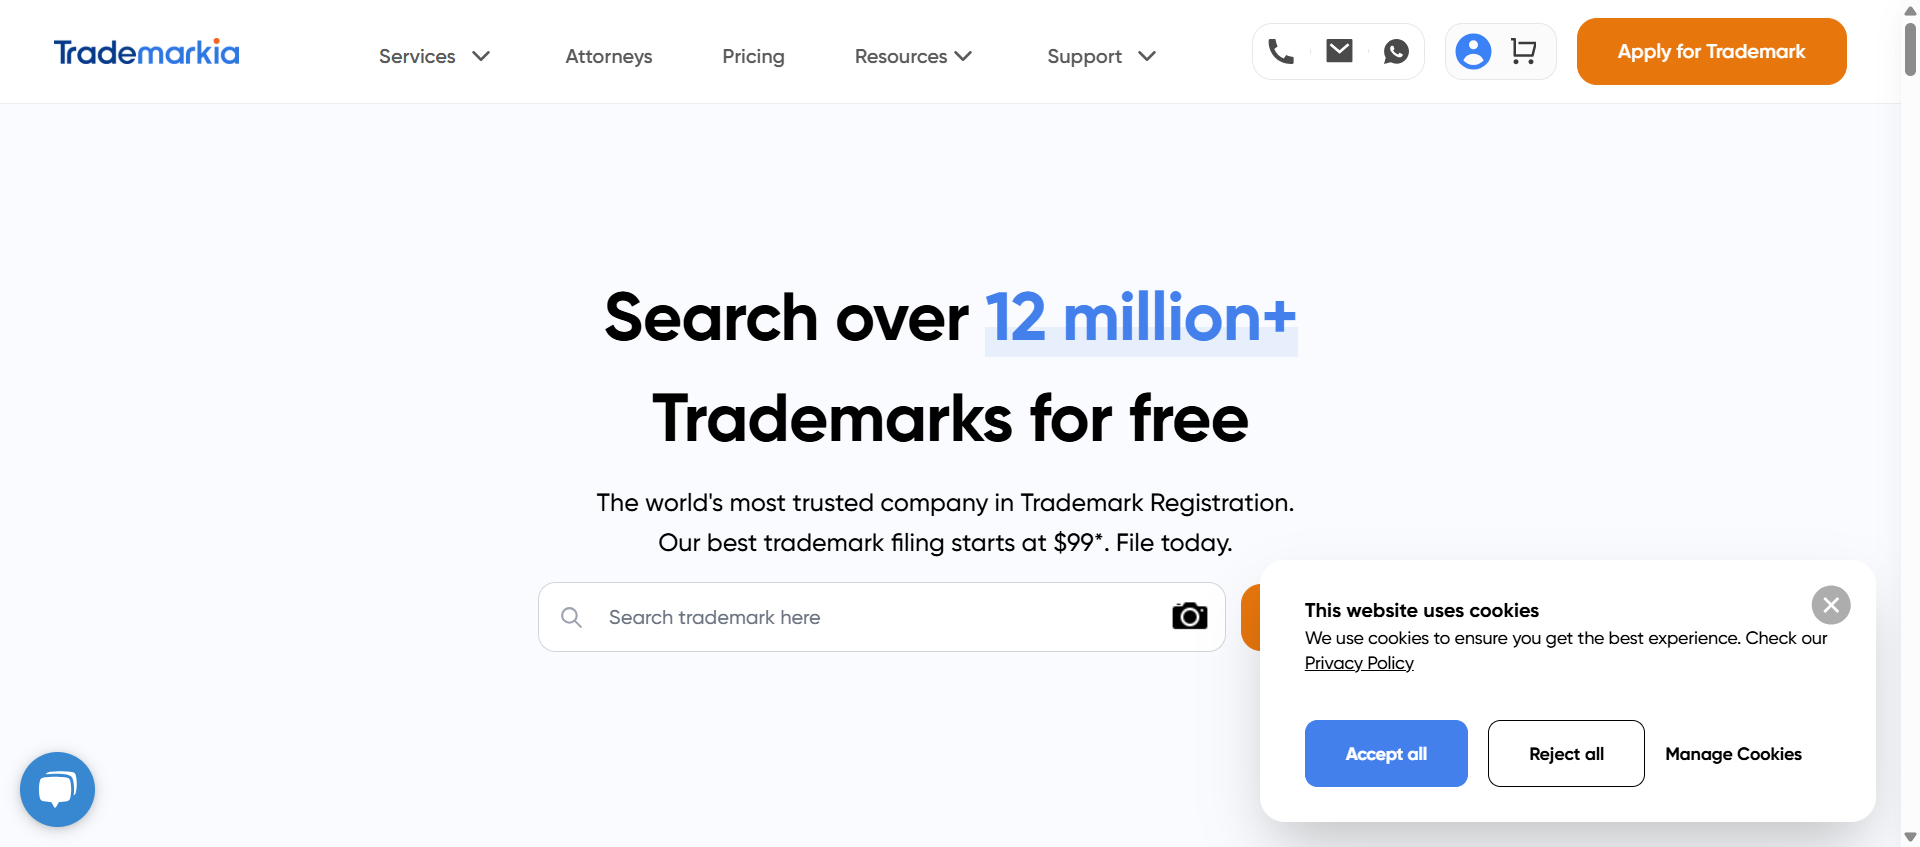 Trademarkia
Services
Attorneys
Pricing
Resources
Support
Apply for Trademark
Search over 12 million+
Trademarks for free
The world's most trusted company in Trademark Registration.
Our best trademark filing starts at $99*. File today.
Search trademark here
This website uses cookies
We use cookies to ensure you get the best experience. Check our
Privacy Policy
Accept all
Reject all
Manage Cookies